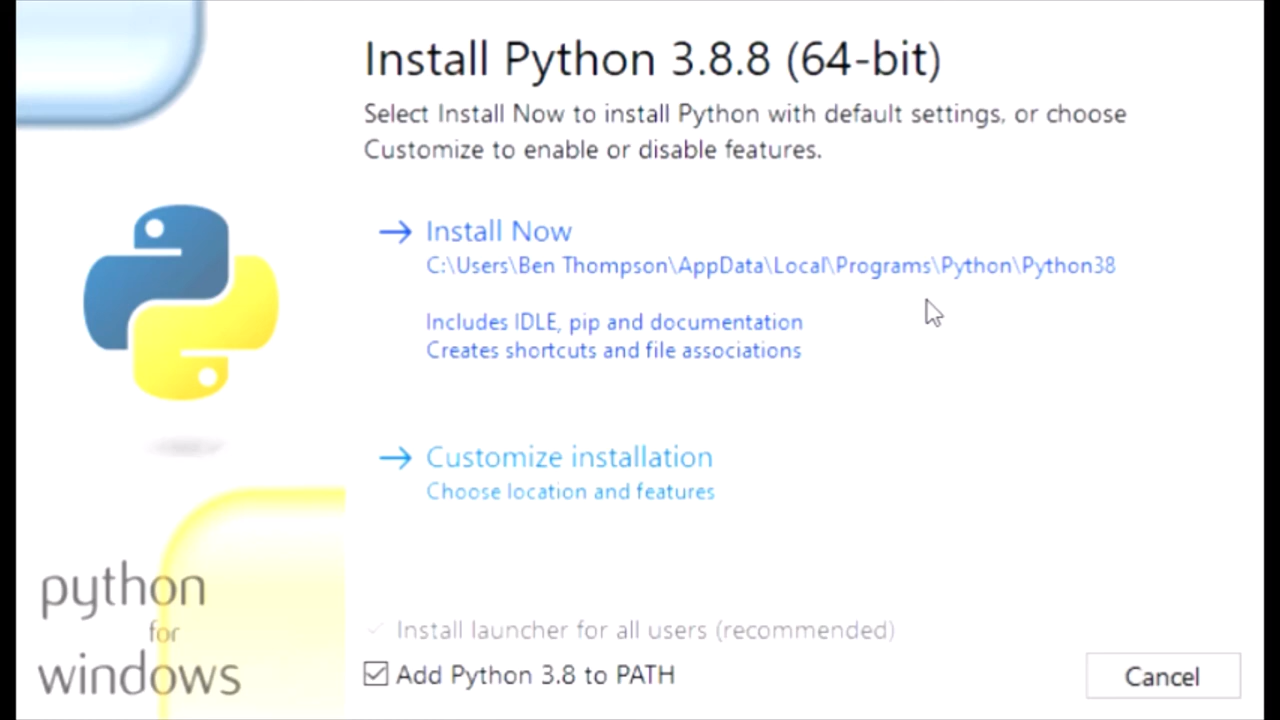 Install Python 3.8.8 (64-bit)
Select Install Now to install Python with default settings, or choose
Customize to enable or disable features.
Install Now
C:\Users\Ben Thompson\AppData\Local\Programs\Python\Python38
Includes IDLE, pip and documentation
Creates shortcuts and file associations
Customize installation
Choose location and features
Install launcher for all users (recommended)
Add Python 3.8 to PATH
Cancel
python
for
windows